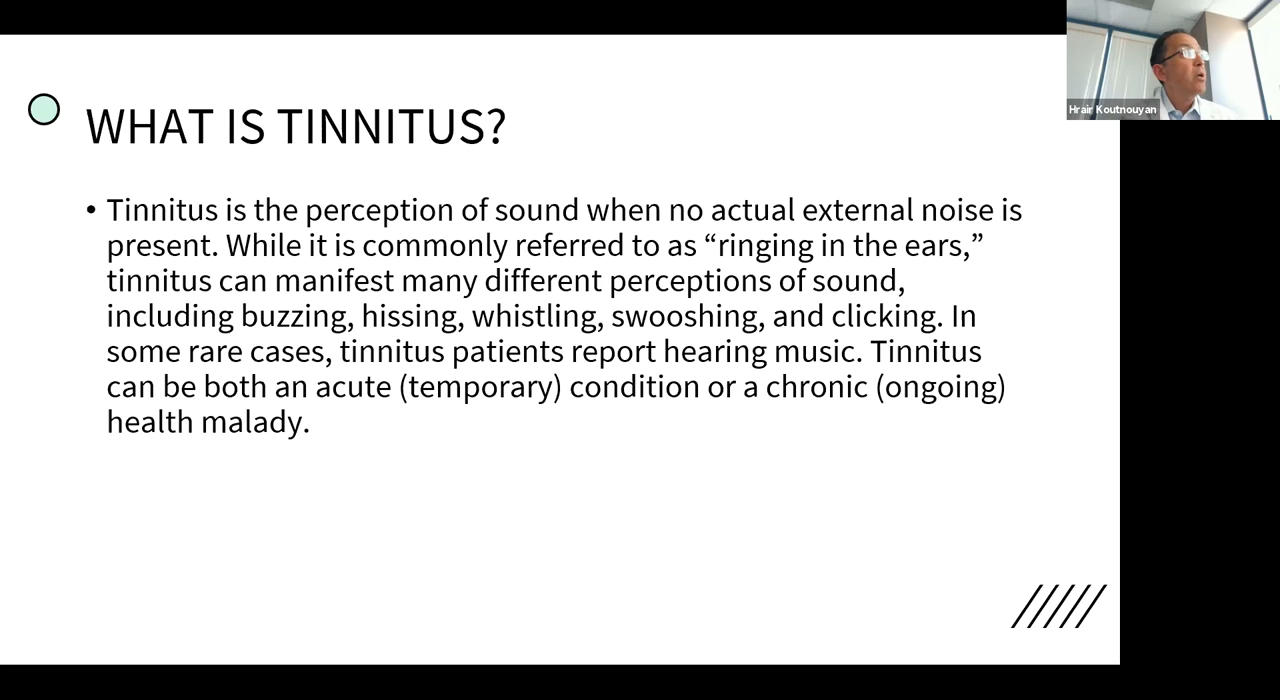 WHAT IS TINNITUS?
• Tinnitus is the perception of sound when no actual external noise is
present. While it is commonly referred to as “ringing in the ears,”
tinnitus can manifest many different perceptions of sound,
including buzzing, hissing, whistling, swooshing, and clicking. In
some rare cases, tinnitus patients report hearing music. Tinnitus
can be both an acute (temporary) condition or a chronic (ongoing)
health malady.
Hrair Koutnouyan